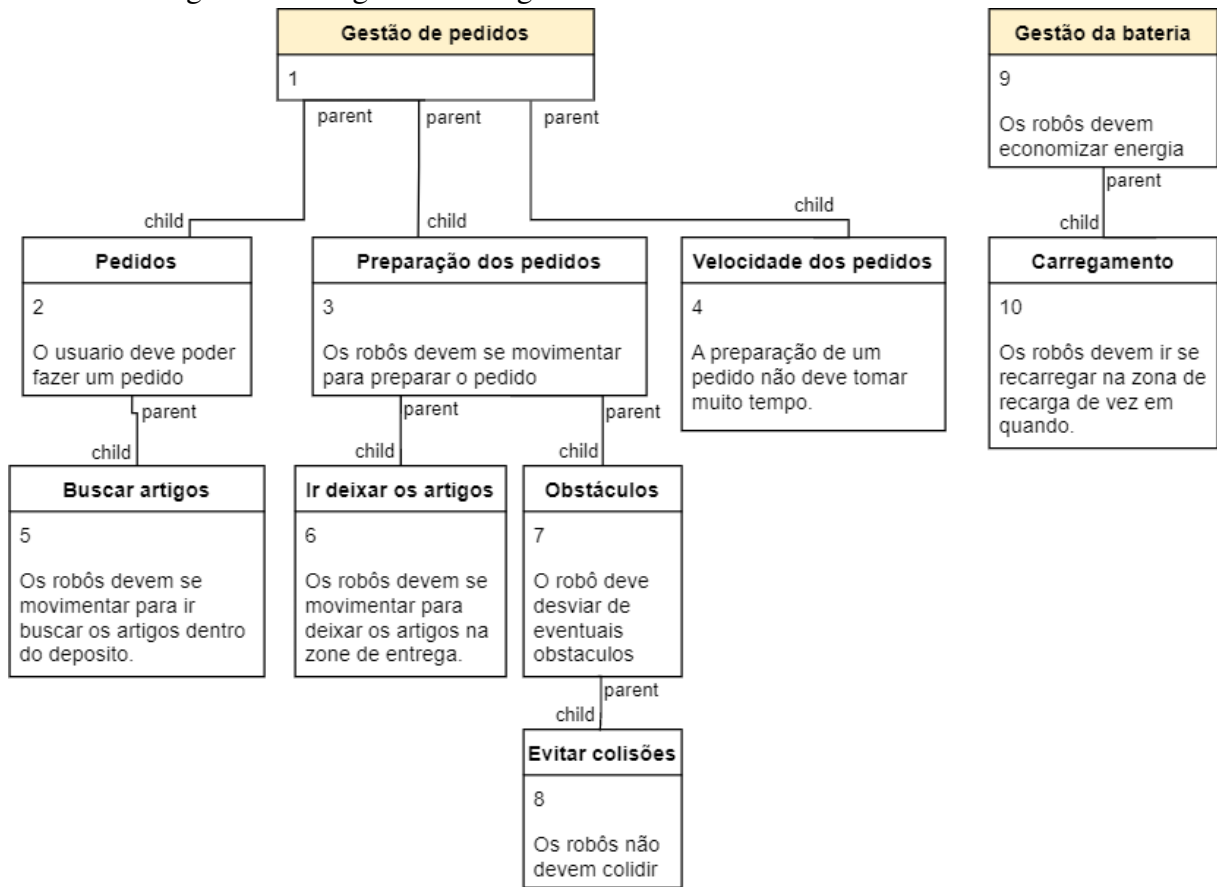 Gestão de pedidos
1
Gestão da bateria
9
Os robôs devem
economizar energia
parent
parent
parent
parent
child
child
child
child
Pedidos
2
O usuario deve poder
fazer um pedido
Preparação dos pedidos
3
Os robôs devem se movimentar
para preparar o pedido
Velocidade dos pedidos
4
A preparação de um
pedido não deve tomar
muito tempo.
Carregamento
10
Os robôs devem ir se
recarregar na zona de
recarga de vez em
quando.
parent
parent
parent
child
child
child
Buscar artigos
5
Os robôs devem se
movimentar para ir
buscar os artigos dentro
do deposito.
Ir deixar os artigos
6
Os robôs devem se
movimentar para
deixar os artigos na
zone de entrega.
Obstáculos
7
O robô deve
desviar de
eventuais
obstaculos
parent
child
Evitar colisões
8
Os robôs não
devem colidir